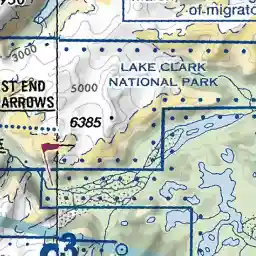 of migrato
3000
LAKE CLARK
NATIONAL PARK
ST END
ARROWS
5000
6385